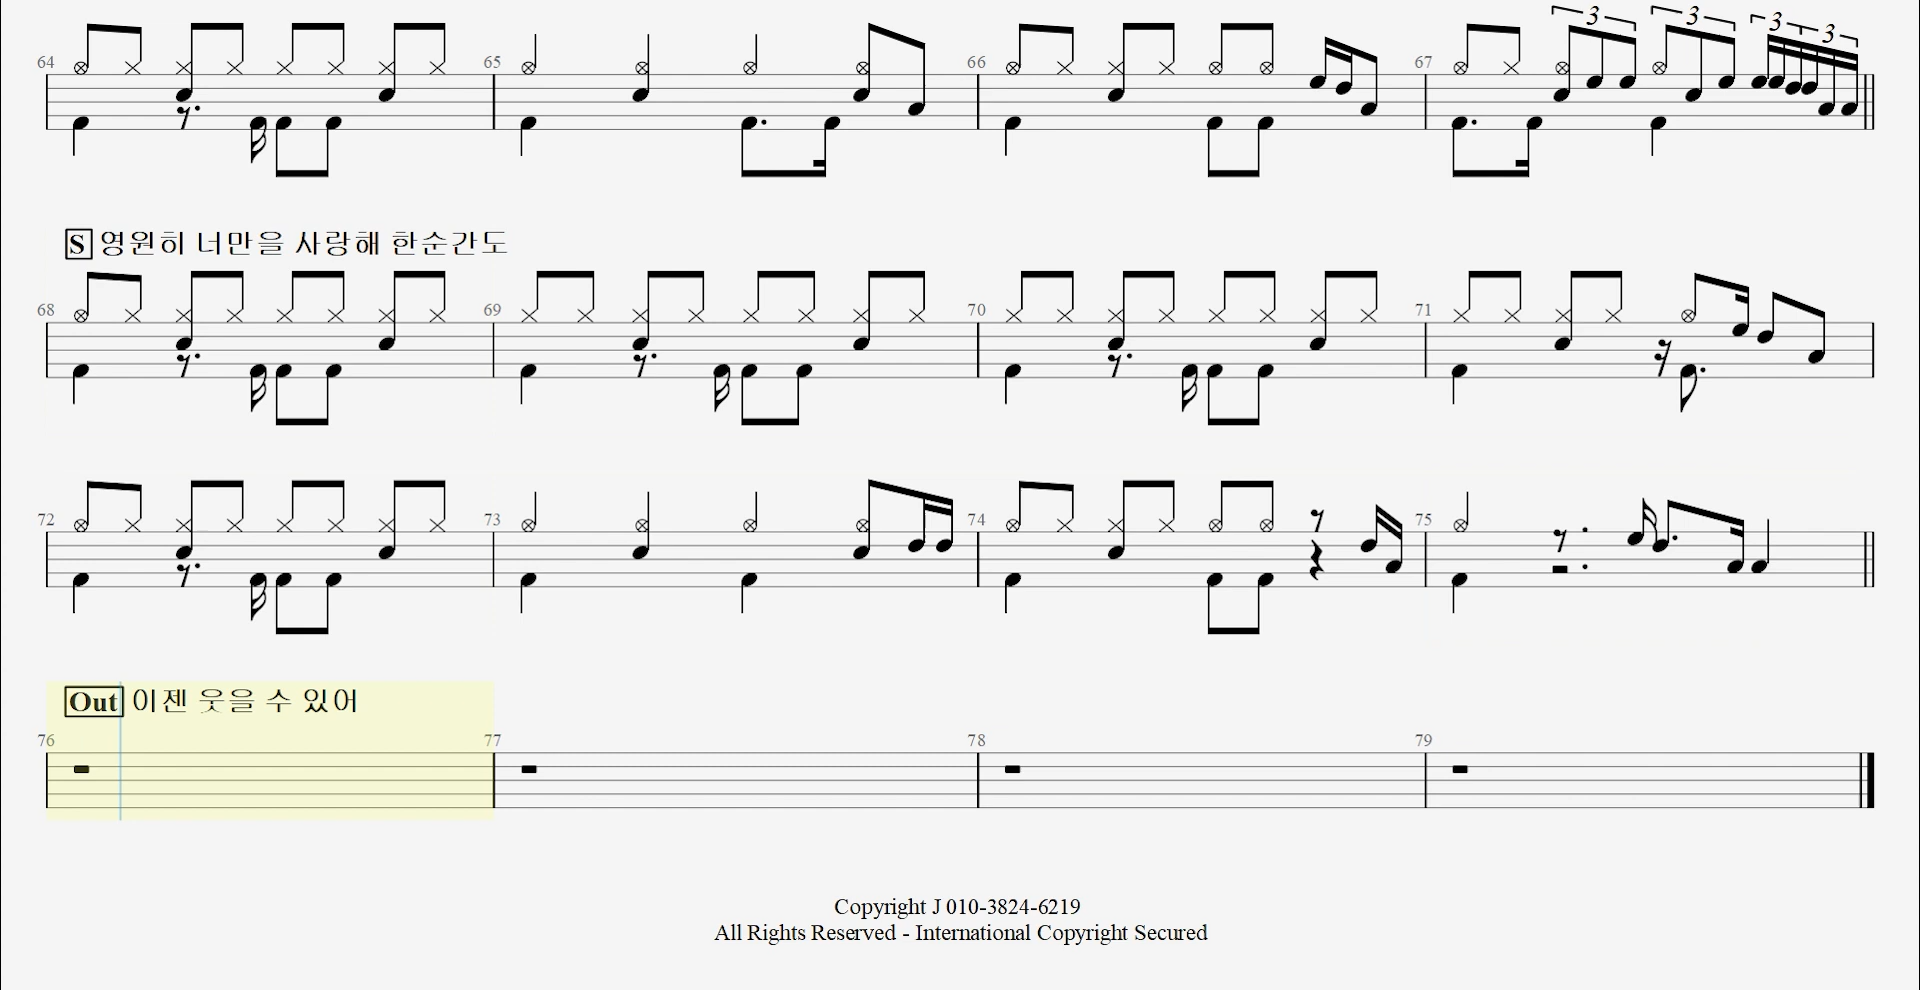 3 3 3 3
64 65 66 67
S 영원히 너만을 사랑해 한순간도
68 69 70 71
72 73 74 75
Out 이젠 웃을 수 있어
76 77 78 79
Copyright J 010-3824-6219
All Rights Reserved - International Copyright Secured